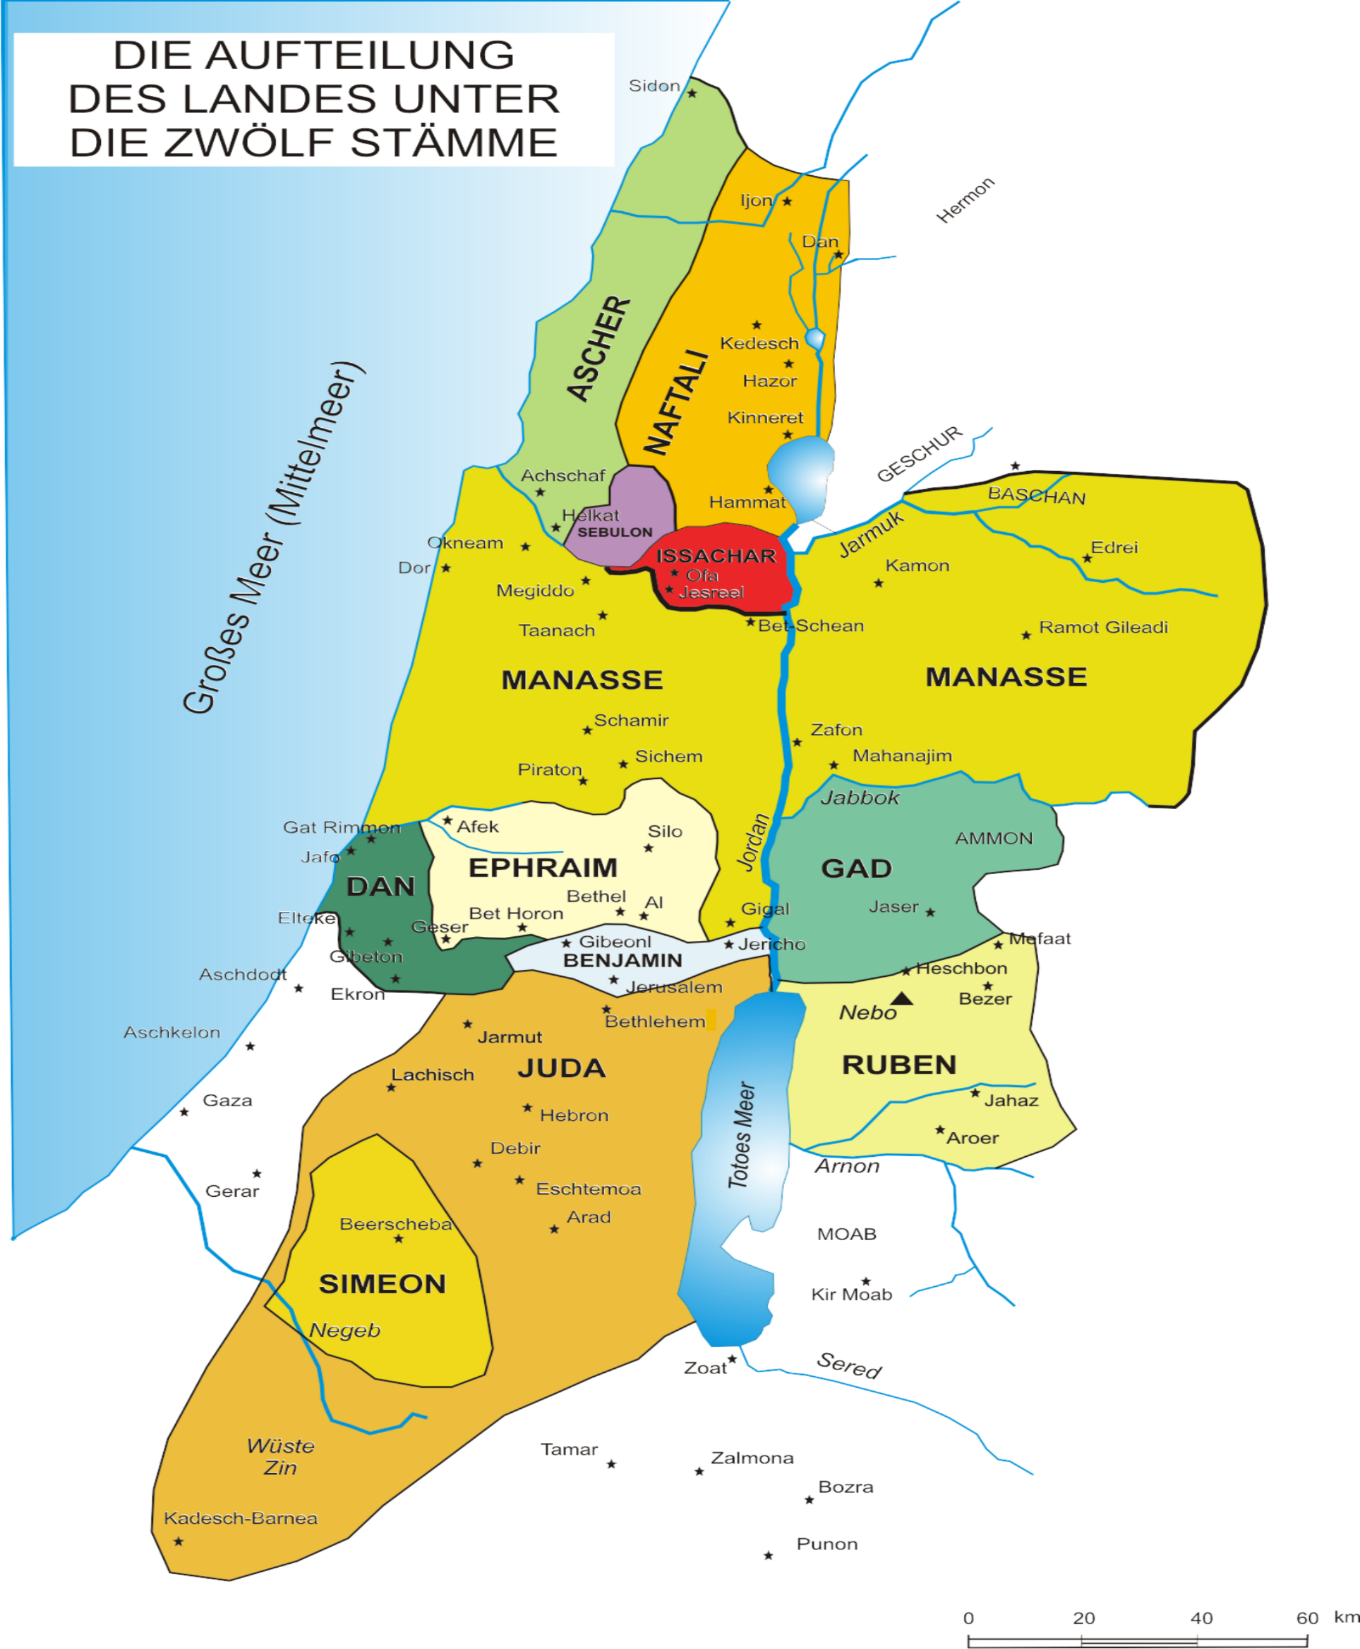 DIE AUFTEILUNG
DES LANDES UNTER
DIE ZWÖLF STÄMME
Sidon
Hermon
Ijon
Dan
ASCHER
NAFTALI
Kedesch
Hazor
Kinneret
Großes Meer (Mittelmeer)
GESCHUR
BASCHAN
Achschaf
Hammat
Helkat
SEBULON
Jarmuk
Okneam
ISSACHAR
Edrei
Dor
Kamon
Ofa
Megiddo
Jesreel
Taanach
Bet-Schean
Ramot Gileadi
MANASSE
MANASSE
Schamir
Zafon
Sichem
Mahanajim
Piraton
Jabbok
Gat Rimmon
Afek
Silo
Jordan
AMMON
Jafo
EPHRAIM
GAD
DAN
Bethel
Al
Jaser
Elteke
Bet Horon
Gigal
Geser
Gibeonl
Jericho
Mefaat
Gibeton
BENJAMIN
Heschbon
Aschdodt
Ekron
Jerusalem
Bezer
Nebo
Bethlehem
Aschkelon
Jarmut
JUDA
RUBEN
Lachisch
Gaza
Hebron
Totoes Meer
Jahaz
Debir
Aroer
Gerar
Eschtemoa
Arnon
Beerscheba
Arad
MOAB
SIMEON
Kir Moab
Negeb
Zoat
Sered
Wüste
Zin
Tamar
Zalmona
Bozra
Kadesch-Barnea
Punon
0 20 40 60 km